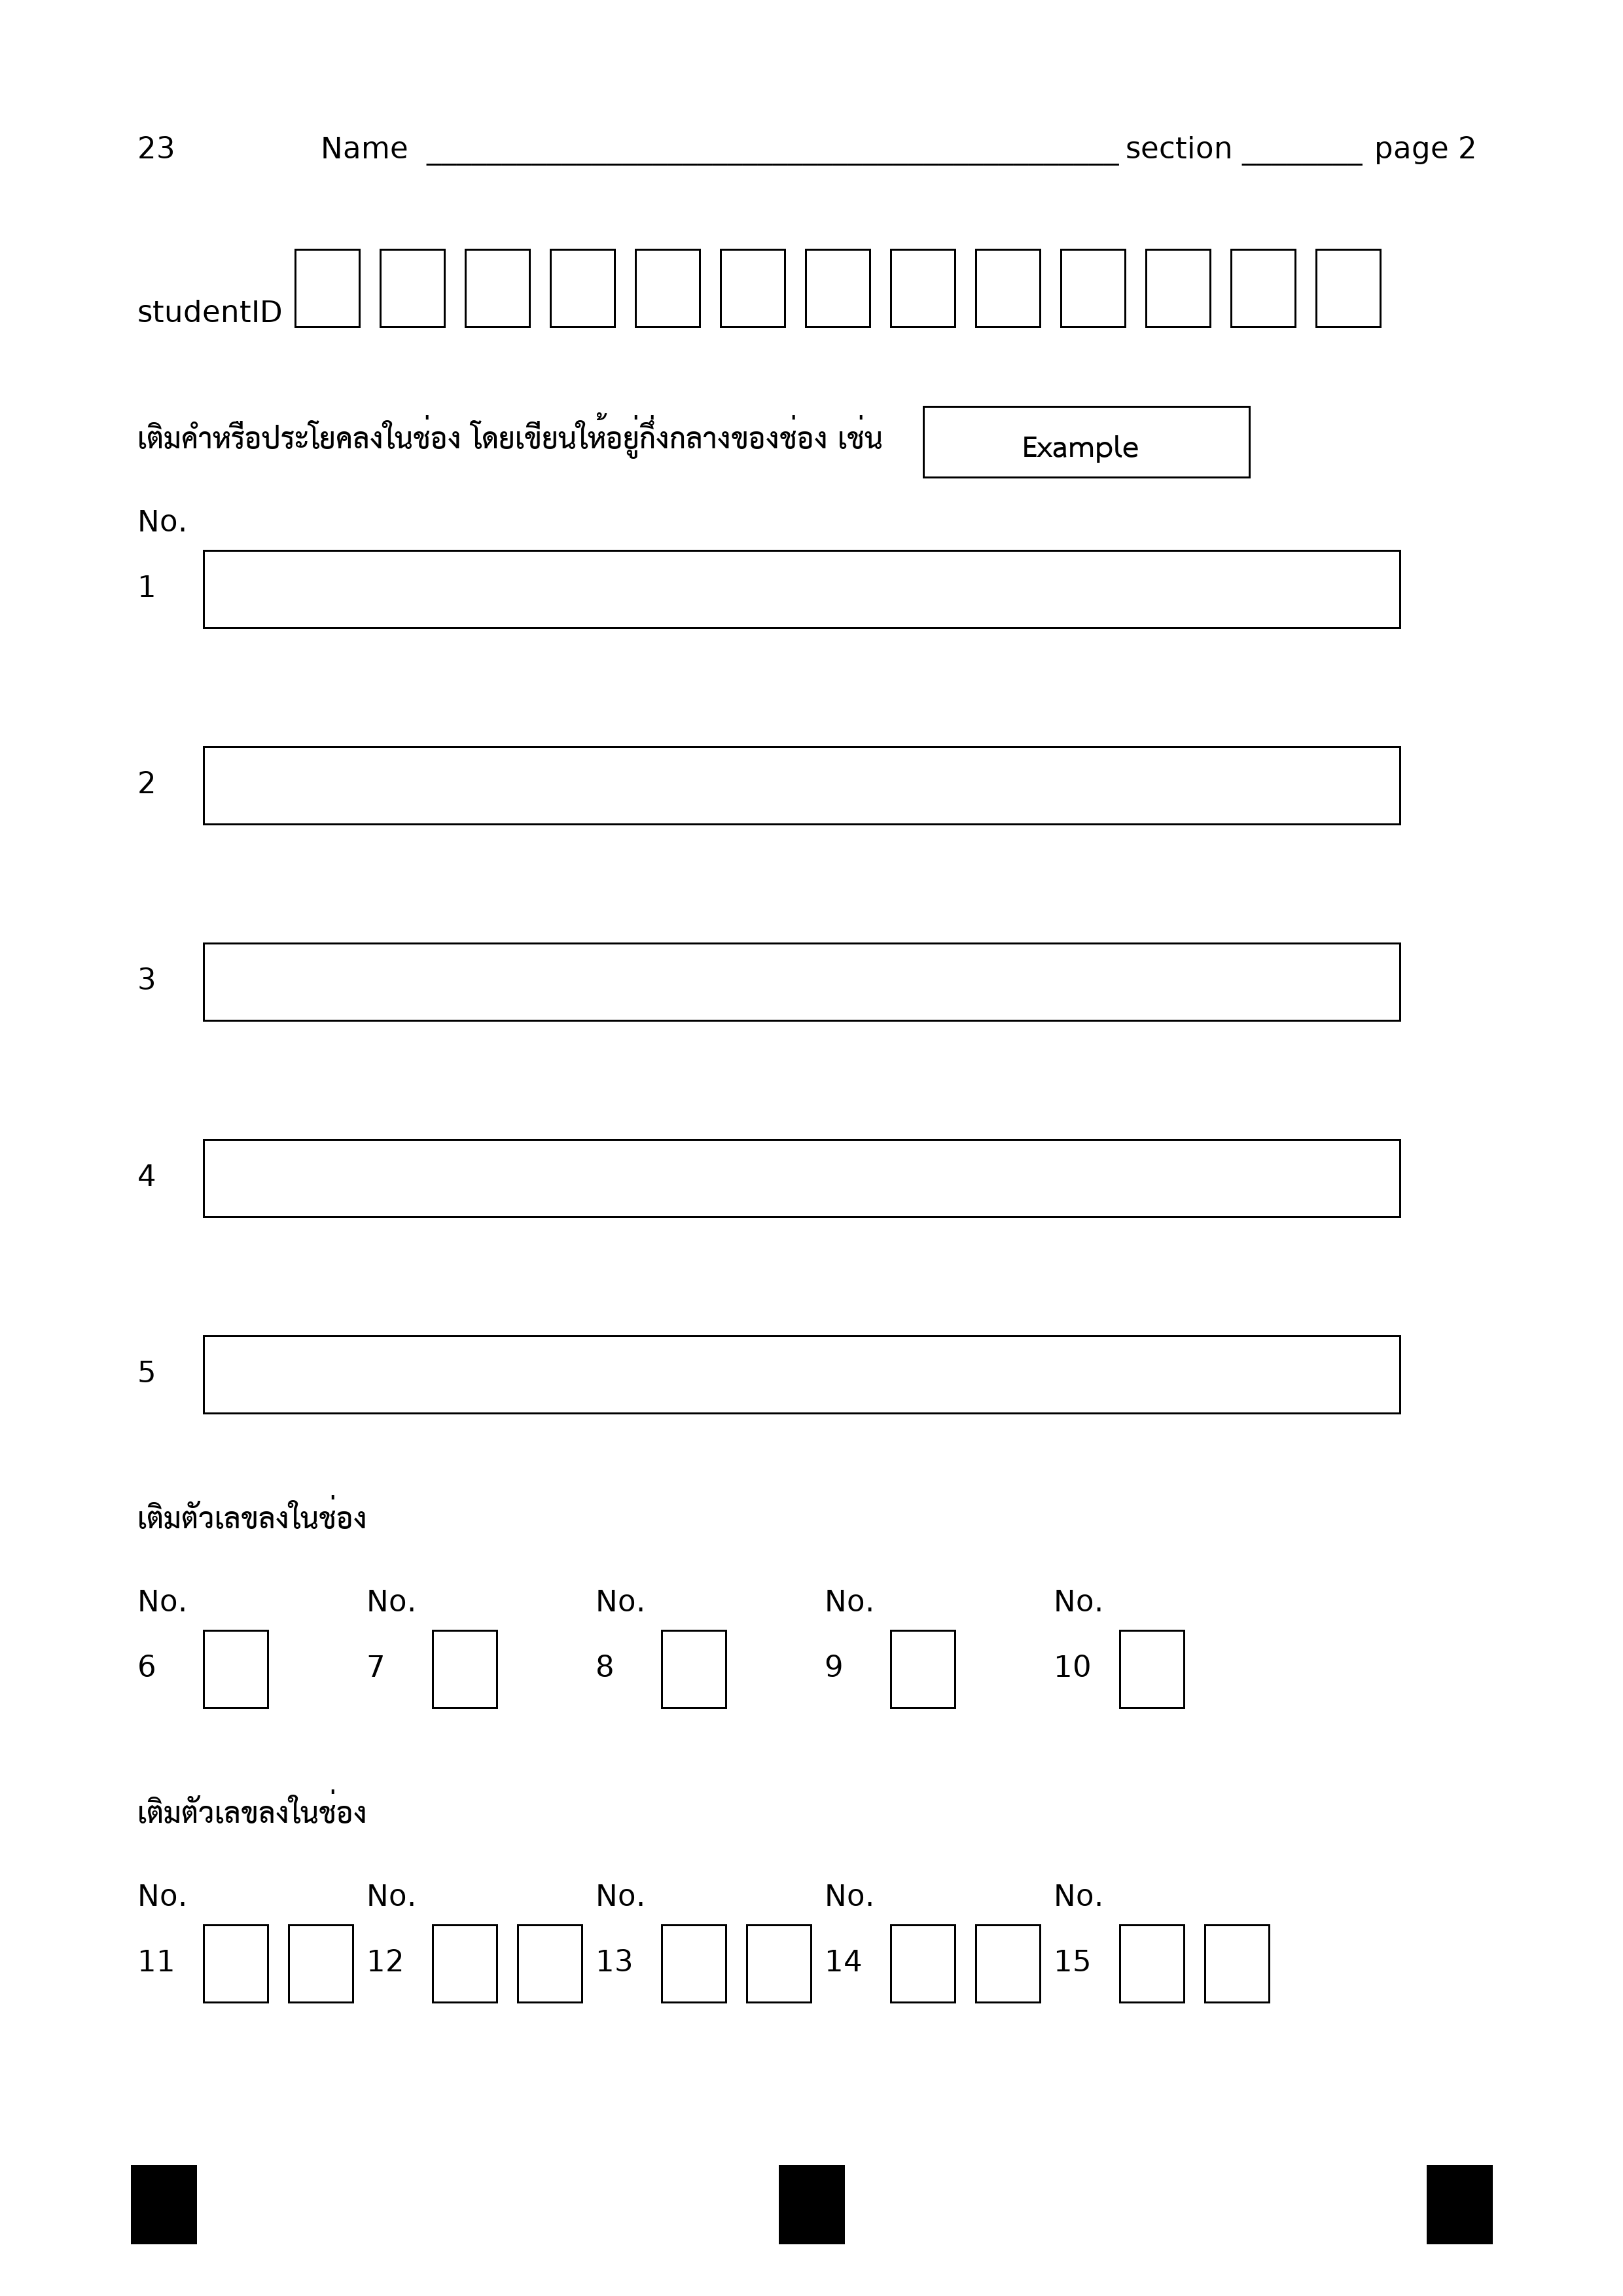 23 Name section page 2
studentID
เติมคำหรือประโยคลงในช่อง โดยเขียนให้อยู่กึ่งกลางของช่อง เช่น Example
No.
1
2
3
4
5
เติมตัวเลขลงในช่อง
No. No. No. No. No.
6 7 8 9 10
เติมตัวเลขลงในช่อง
No. No. No. No. No.
11 12 13 14 15